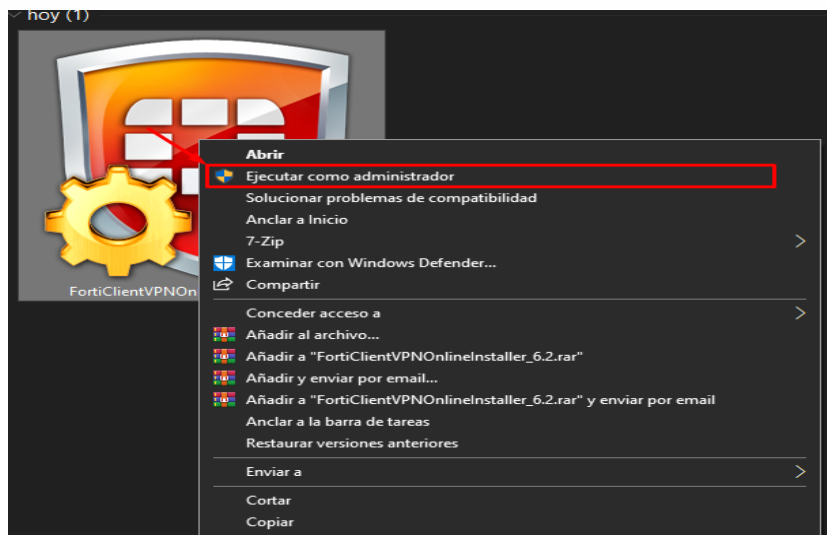 hoy (1)
FortiClientVPNOn
Abrir
Ejecutar como administrador
Solucionar problemas de compatibilidad
Anclar a Inicio
7-Zip
Examinar con Windows Defender...
Compartir
Conceder acceso a
Añadir al archivo...
Añadir a "FortiClientVPNOnlineInstaller_6.2.rar"
Añadir y enviar por email...
Añadir a "FortiClientVPNOnlineInstaller_6.2.rar" y enviar por email
Anclar a la barra de tareas
Restaurar versiones anteriores
Enviar a
Cortar
Copiar